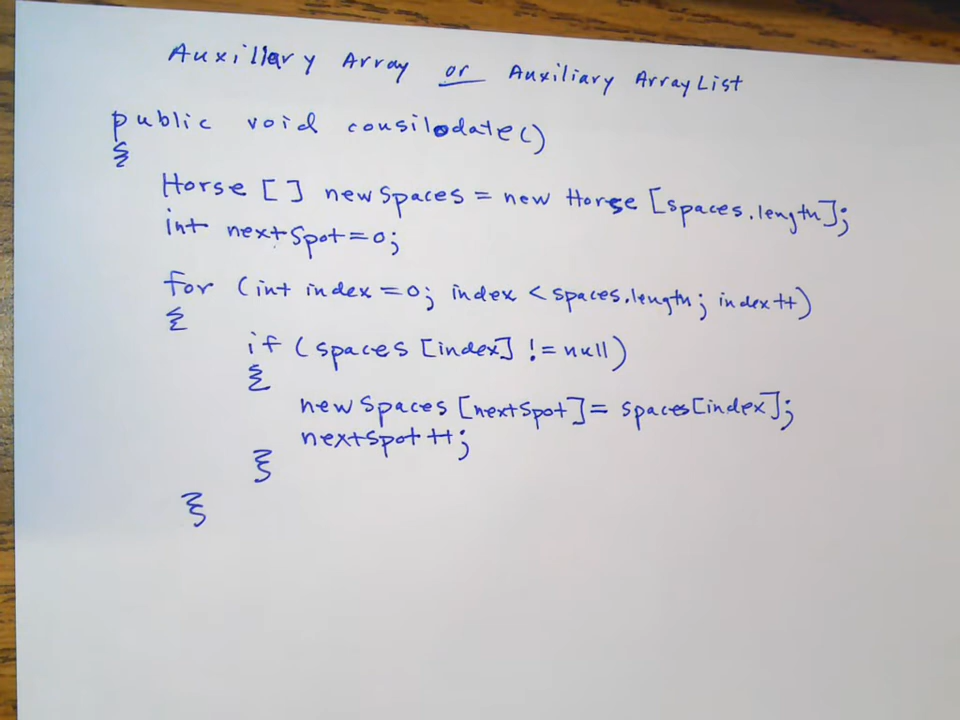 Auxillary Array or Auxiliary ArrayList
public void consilodate()
{
Horse [] newSpaces = new Horse [spaces.length];
int nextSpot=0;
for (int index=0; index < spaces.length; index++)
{
if (spaces [index] != null)
{
newSpaces [nextSpot] = spaces[index];
nextSpot++;
}
}